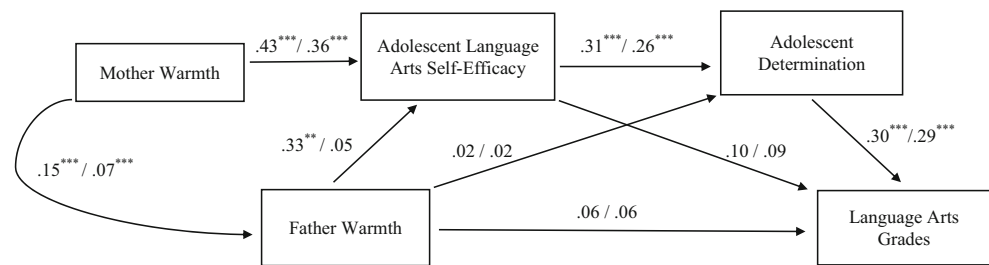 .43***/ .36***
Adolescent Language
Arts Self-Efficacy
.31***/ .26***
Adolescent
Determination
Mother Warmth
.33** / .05
.02 / .02
.10 / .09
.30***/.29***
.15***/ .07***
Father Warmth
.06 / .06
Language Arts
Grades